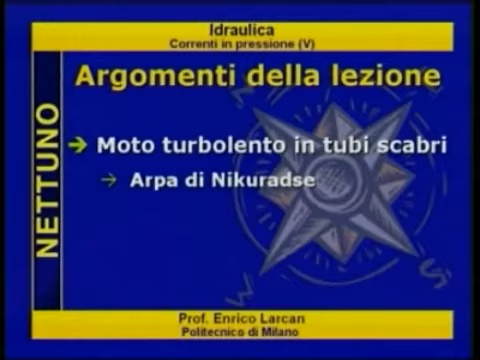 Idraulica
Correnti in pressione (V)
Argomenti della lezione
NETTUNO
Moto turbolento in tubi scabri
Arpa di Nikuradse
Prof. Enrico Larcan
Politecnico di Milano